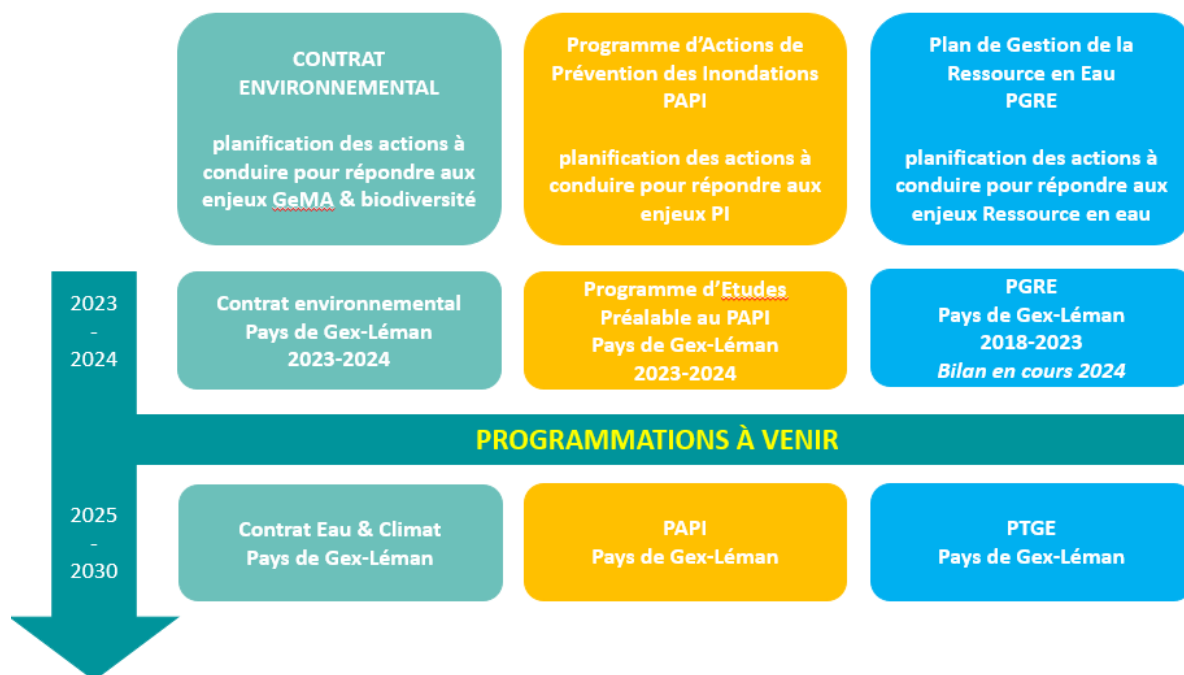 CONTRAT
ENVIRONNEMENTAL
planification des actions à
conduire pour répondre aux
enjeux GeMA & biodiversité
Programme d'Actions de
Prévention des Inondations
PAPI
planification des actions à
conduire pour répondre aux
enjeux PI
Plan de Gestion de la
Ressource en Eau
PGRE
planification des actions à
conduire pour répondre aux
enjeux Ressource en eau
2023
-
2024
Contrat environnemental
Pays de Gex-Léman
2023-2024
Programme d'Etudes
Préalable au PAPI
Pays de Gex-Léman
2023-2024
PGRE
Pays de Gex-Léman
2018-2023
Bilan en cours 2024
PROGRAMMATIONS À VENIR
2025
-
2030
Contrat Eau & Climat
Pays de Gex-Léman
PAPI
Pays de Gex-Léman
PTGE
Pays de Gex-Léman